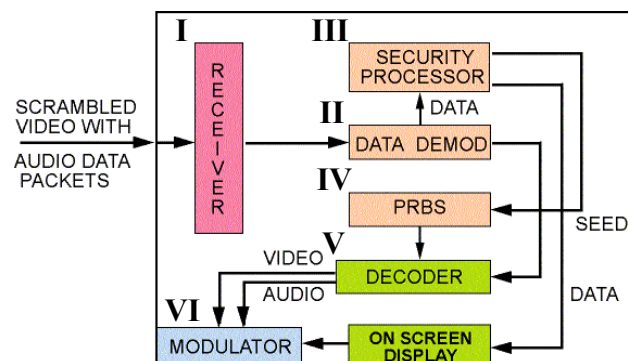 I
RECEIVER
SCRAMBLED
VIDEO WITH
AUDIO DATA
PACKETS
III
SECURITY
PROCESSOR
DATA
II
DATA DEMOD
IV
PRBS
SEED
V
DECODER
VIDEO
AUDIO
DATA
VI
MODULATOR
ON SCREEN
DISPLAY